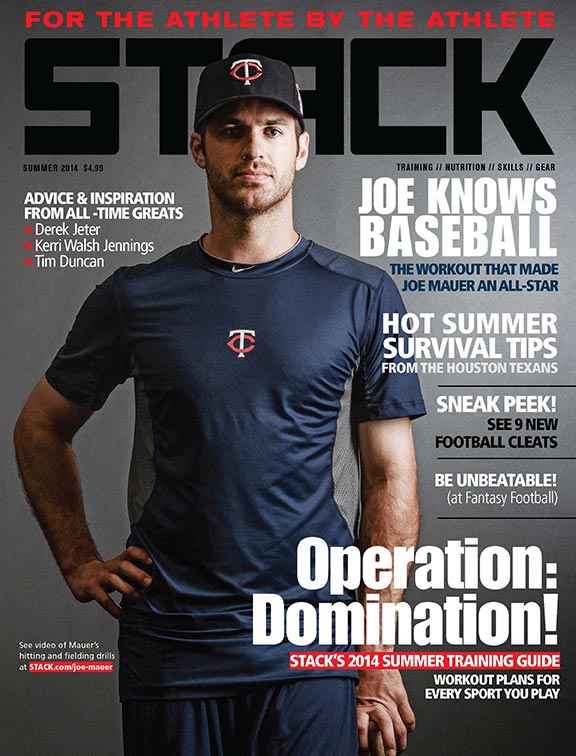 FOR THE ATHLETE BY THE ATHLETE
STACK
SUMMER 2014 $4.99
TRAINING // NUTRITION // SKILLS // GEAR
ADVICE & INSPIRATION
FROM ALL -TIME GREATS
> Derek Jeter
> Kerri Walsh Jennings
> Tim Duncan
JOE KNOWS
BASEBALL
THE WORKOUT THAT MADE
JOE MAUER AN ALL-STAR
HOT SUMMER
SURVIVAL TIPS
FROM THE HOUSTON TEXANS
SNEAK PEEK!
SEE 9 NEW
FOOTBALL CLEATS
BE UNBEATABLE!
(at Fantasy Football)
TC
TC
Operation:
Domination!
STACK'S 2014 SUMMER TRAINING GUIDE
WORKOUT PLANS FOR
EVERY SPORT YOU PLAY
See video of Mauer's
hitting and fielding drills
at STACK.com/joe-mauer